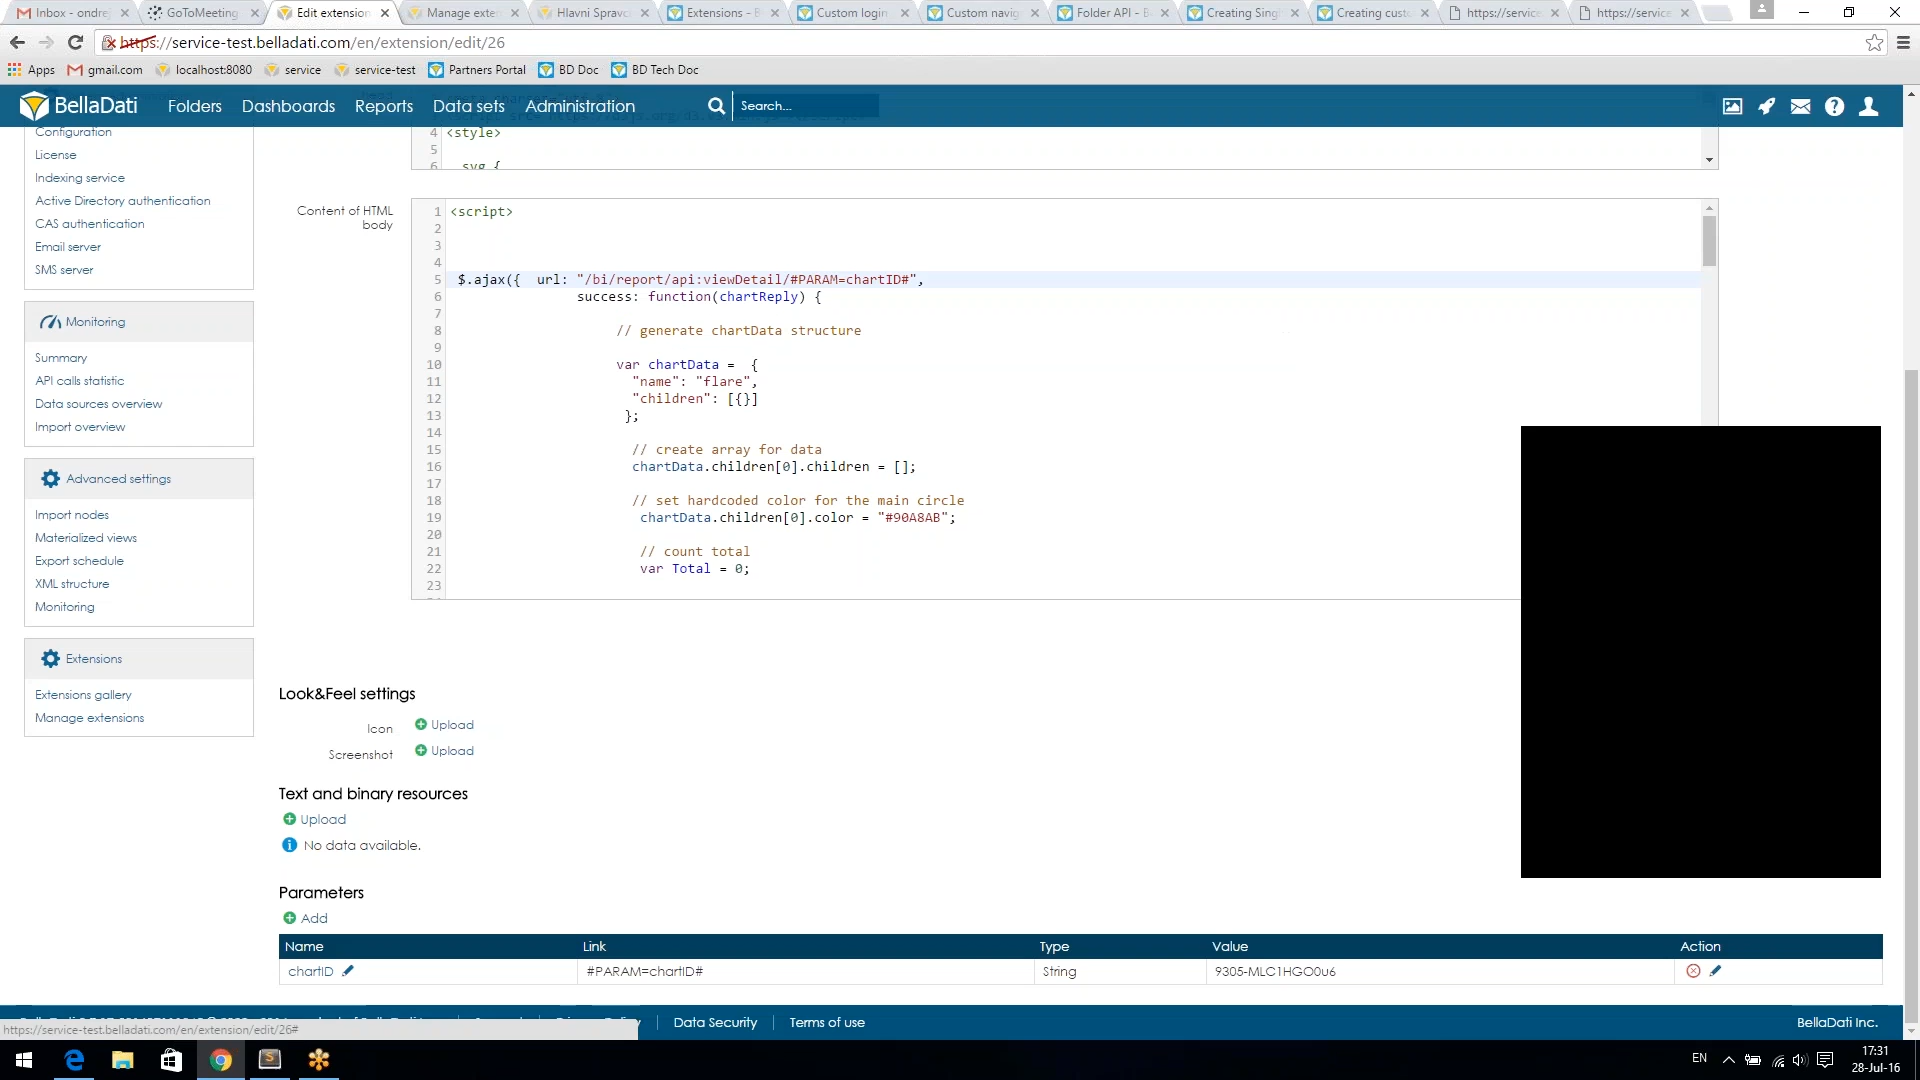 Inbox - ondre
GoToMeeting
Edit extension
Manage exte
Hlavni Spravc
Extensions - B
Custom login
Custom navig
Folder API - B
Creating Singl
Creating cust
https://service
https://service
https://service-test.belladati.com/en/extension/edit/26
Apps
gmail.com
localhost:8080
service
service-test
Partners Portal
BD Doc
BD Tech Doc
BellaDati
Folders
Dashboards
Reports
Data sets
Administration
Search...
Configuration
License
Indexing service
Active Directory authentication
CAS authentication
Email server
SMS server
Monitoring
Summary
API calls statistic
Data sources overview
Import overview
Advanced settings
Import nodes
Materialized views
Export schedule
XML structure
Monitoring
Extensions
Extensions gallery
Manage extensions
4 <style>
5
6 svg {
Content of HTML
body
1 <script>
2
3
4
5 $.ajax({ url: "/bi/report/api:viewDetail/#PARAM=chartID#",
6 success: function(chartReply) {
7
8 // generate chartData structure
9
10 var chartData = {
11 "name": "flare",
12 "children": [{}]
13 };
14
15 // create array for data
16 chartData.children[0].children = [];
17
18 // set hardcoded color for the main circle
19 chartData.children[0].color = "#90A8AB";
20
21 // count total
22 var Total = 0;
23
Look&Feel settings
Icon Upload
Screenshot Upload
Text and binary resources
Upload
No data available.
Parameters
Add
Name Link Type Value Action
chartID #PARAM=chartID# String 9305-MLC1HGO0u6
Data Security
Terms of use
BellaDati Inc.
https://service-test.belladati.com/en/extension/edit/26#
EN
17:31
28-Jul-16